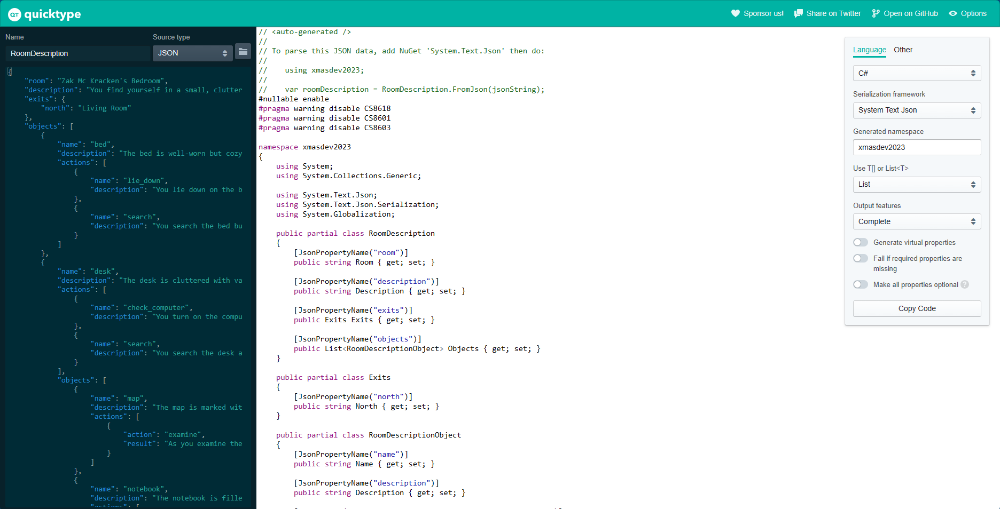 quicktype
Sponsor us!
Share on Twitter
Open on GitHub
Options
Name
Source type
RoomDescription
JSON
{
    "room": "Zak Mc Kracken's Bedroom",
    "description": "You find yourself in a small, clutter
    "exits": {
        "north": "Living Room"
    },
    "objects": [
        {
            "name": "bed",
            "description": "The bed is well-worn but cozy
            "actions": [
                {
                    "name": "lie_down",
                    "description": "You lie down on the b
                },
                {
                    "name": "search",
                    "description": "You search the bed bu
                }
            ]
        },
        {
            "name": "desk",
            "description": "The desk is cluttered with va
            "actions": [
                {
                    "name": "check_computer",
                    "description": "You turn on the compu
                },
                {
                    "name": "search",
                    "description": "You search the desk a
                }
            ],
            "objects": [
                {
                    "name": "map",
                    "description": "The map is marked wit
                    "actions": [
                        {
                            "action": "examine",
                            "result": "As you examine the
                        }
                    ]
                },
                {
                    "name": "notebook",
                    "description": "The notebook is fille
                    "actions": [
// <auto-generated />
//
// To parse this JSON data, add NuGet 'System.Text.Json' then do:
//
//    using xmasdev2023;
//
//    var roomDescription = RoomDescription.FromJson(jsonString);
#nullable enable
#pragma warning disable CS8618
#pragma warning disable CS8601
#pragma warning disable CS8603
namespace xmasdev2023
{
    using System;
    using System.Collections.Generic;
    using System.Text.Json;
    using System.Text.Json.Serialization;
    using System.Globalization;
    public partial class RoomDescription
    {
        [JsonPropertyName("room")]
        public string Room { get; set; }
        [JsonPropertyName("description")]
        public string Description { get; set; }
        [JsonPropertyName("exits")]
        public Exits Exits { get; set; }
        [JsonPropertyName("objects")]
        public List<RoomDescriptionObject> Objects { get; set; }
    }
    public partial class Exits
    {
        [JsonPropertyName("north")]
        public string North { get; set; }
    }
    public partial class RoomDescriptionObject
    {
        [JsonPropertyName("name")]
        public string Name { get; set; }
        [JsonPropertyName("description")]
        public string Description { get; set; }
Language
Other
C#
Serialization framework
System Text Json
Generated namespace
xmasdev2023
Use T[] or List<T>
List
Output features
Complete
Generate virtual properties
Fail if required properties are
missing
Make all properties optional ?
Copy Code